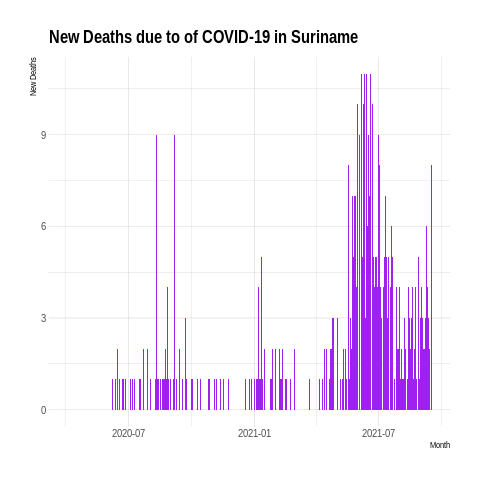 New Deaths due to of COVID-19 in Suriname
New Deaths
9
6
3
0
2020-07 2021-01 2021-07
Month